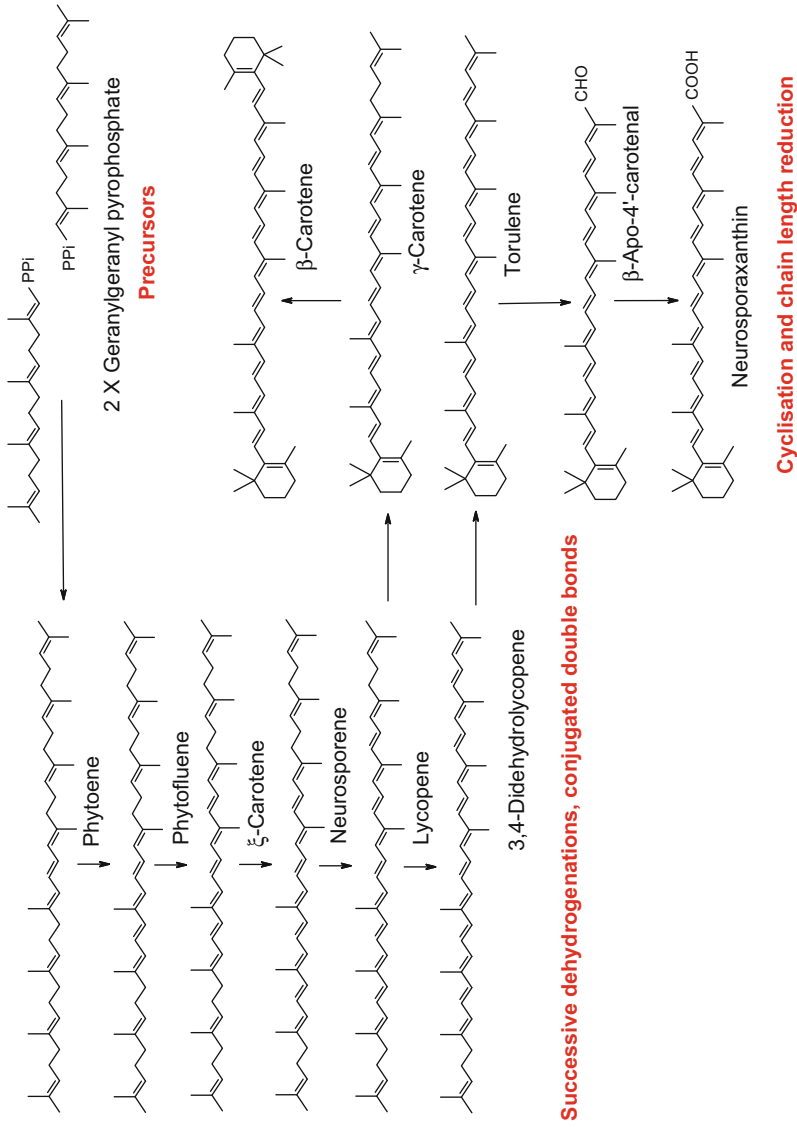 PPi
PPi
2 X Geranylgeranyl pyrophosphate
Precursors
Phytoene
Phytofluene
ξ-Carotene
Neurosporene
Lycopene
3,4-Didehydrolycopene
Successive dehydrogenations, conjugated double bonds
β-Carotene
γ-Carotene
Torulene
CHO
β-Apo-4'-carotenal
COOH
Neurosporaxanthin
Cyclisation and chain length reduction